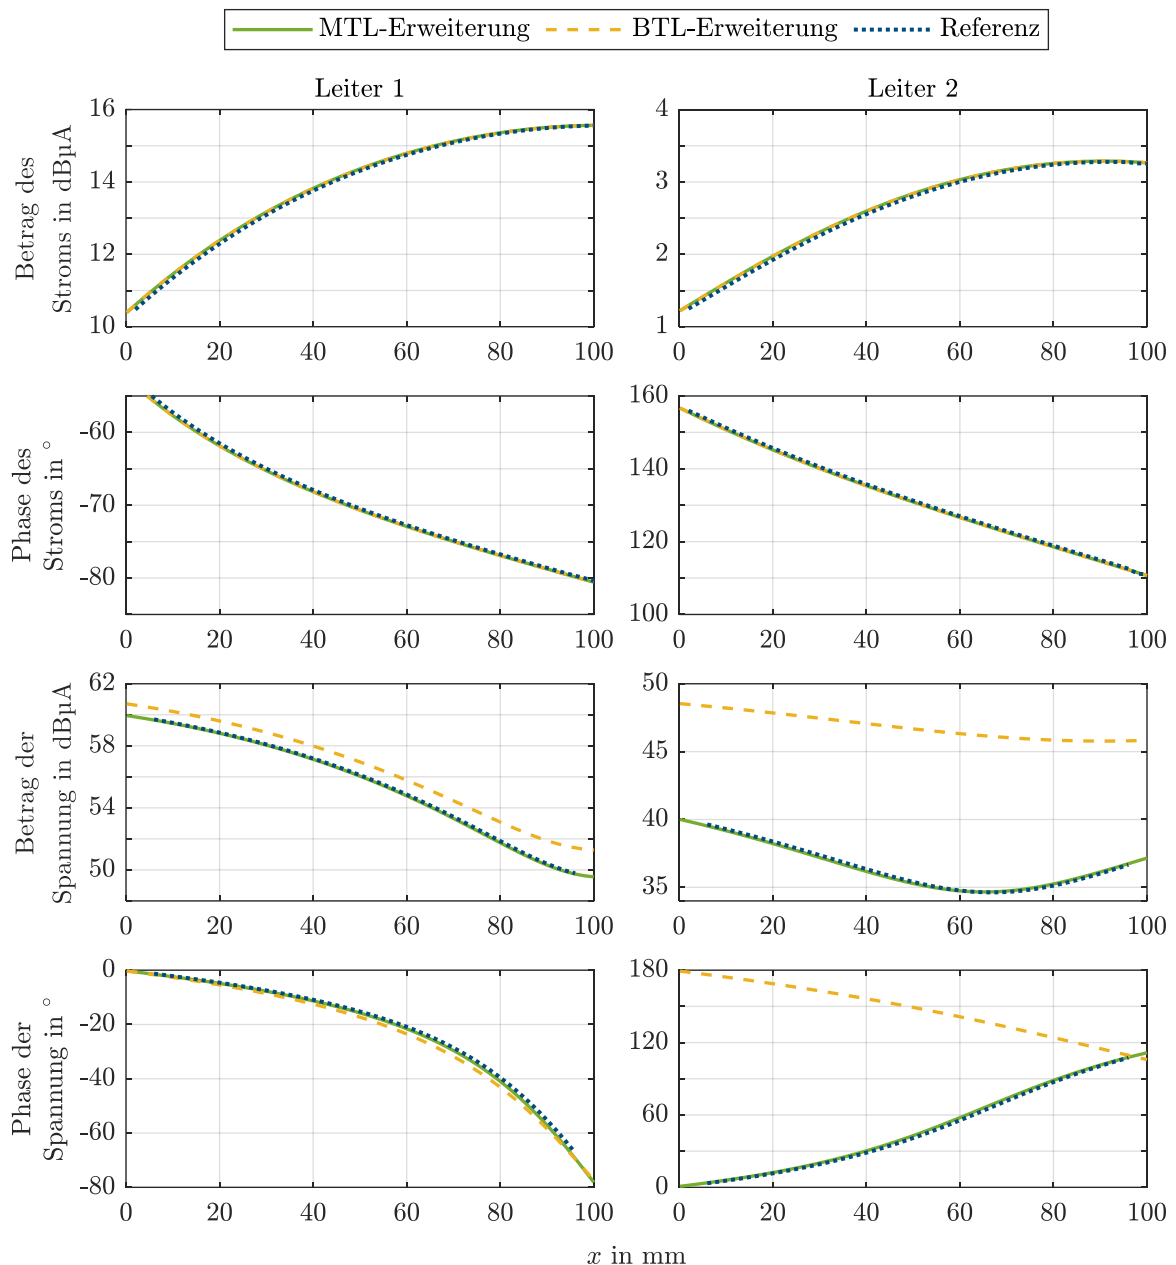 MTL-Erweiterung BTL-Erweiterung Referenz
Leiter 1 Leiter 2
Betrag des
Stroms in dBµA
16
14
12
10
0 20 40 60 80 100
4
3
2
1
0 20 40 60 80 100
Phase des
Stroms in °
-60
-70
-80
0 20 40 60 80 100
160
140
120
100
0 20 40 60 80 100
Betrag der
Spannung in dBµA
62
58
54
50
0 20 40 60 80 100
50
45
40
35
0 20 40 60 80 100
Phase der
Spannung in °
0
-20
-40
-60
-80
0 20 40 60 80 100
180
120
60
0
0 20 40 60 80 100
x in mm